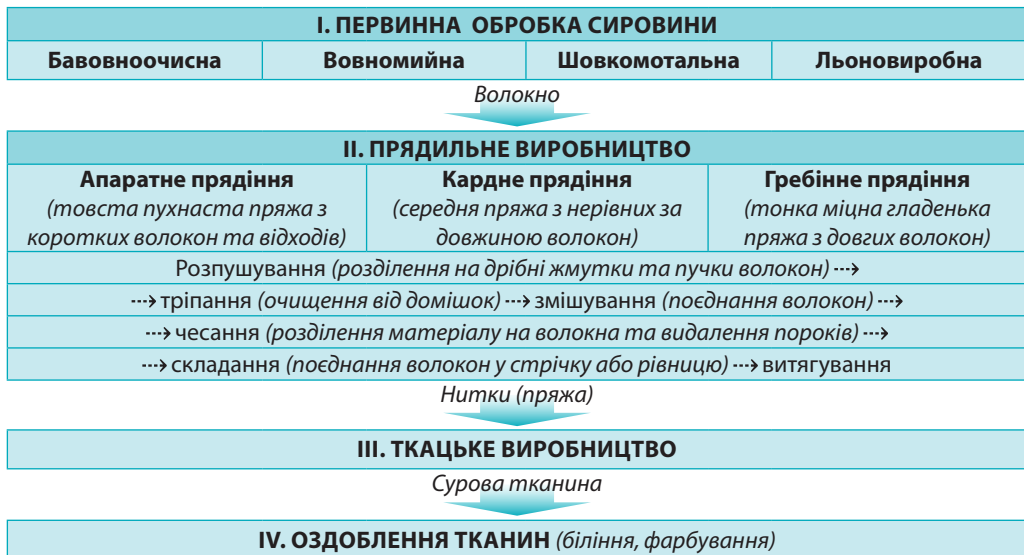 І. ПЕРВИННА ОБРОБКА СИРОВИНИ
Бавовноочисна Вовномийна Шовкомотальна Льоновиробна
Волокно
ІІ. ПРЯДИЛЬНЕ ВИРОБНИЦТВО
Апаратне прядіння
(товста пухнаста пряжа з
коротких волокон та відходів)
Кардне прядіння
(середня пряжа з нерівних за
довжиною волокон)
Гребінне прядіння
(тонка міцна гладенька
пряжа з довгих волокон)
Розпушування (розділення на дрібні жмутки та пучки волокон) ⤑
⤑ тріпання (очищення від домішок) ⤑ змішування (поєднання волокон) ⤑
⤑ чесання (розділення матеріалу на волокна та видалення пороків) ⤑
⤑ складання (поєднання волокон у стрічку або рівницю) ⤑ витягування
Нитки (пряжа)
ІІІ. ТКАЦЬКЕ ВИРОБНИЦТВО
Сурова тканина
IV. ОЗДОБЛЕННЯ ТКАНИН (біління, фарбування)